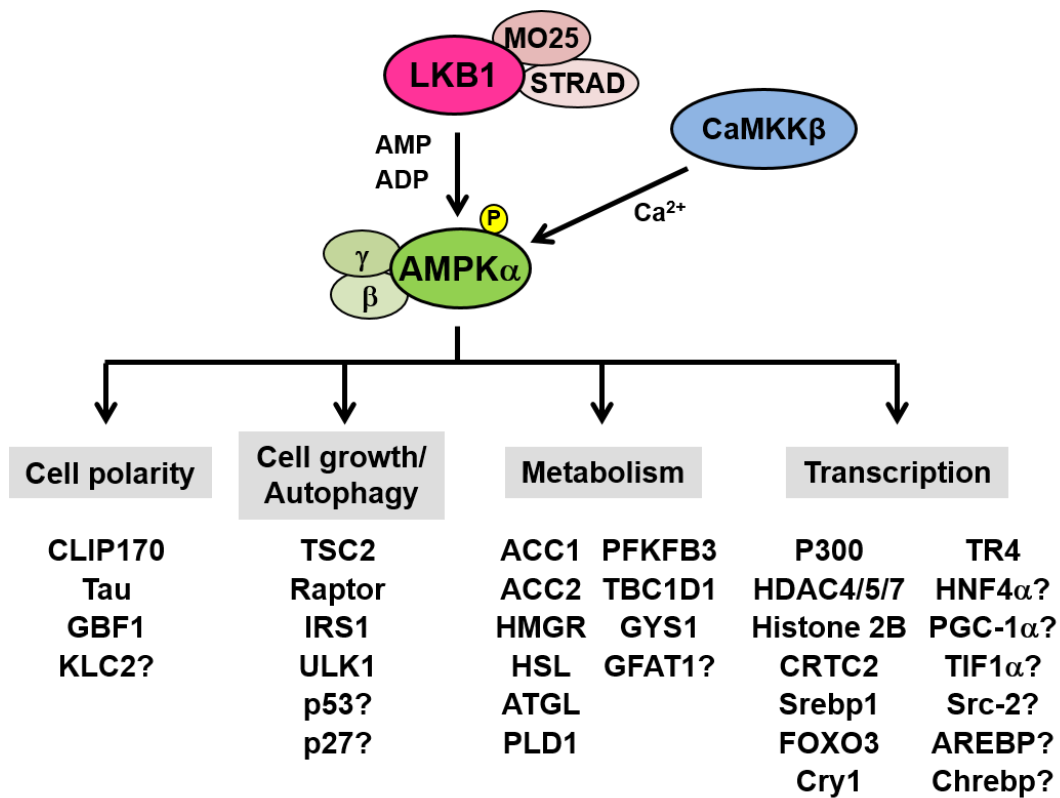 MO25
LKB1
STRAD
CaMKKβ
AMP
ADP
Ca²⁺
P
γ
AMPKα
β
Cell polarity
CLIP170
Tau
GBF1
KLC2?
Cell growth/
Autophagy
TSC2
Raptor
IRS1
ULK1
p53?
p27?
Metabolism
ACC1 PFKFB3
ACC2 TBC1D1
HMGR GYS1
HSL GFAT1?
ATGL
PLD1
Transcription
P300 TR4
HDAC4/5/7 HNF4α?
Histone 2B PGC-1α?
CRTC2 TIF1α?
Srebp1 Src-2?
FOXO3 AREBP?
Cry1 Chrebp?